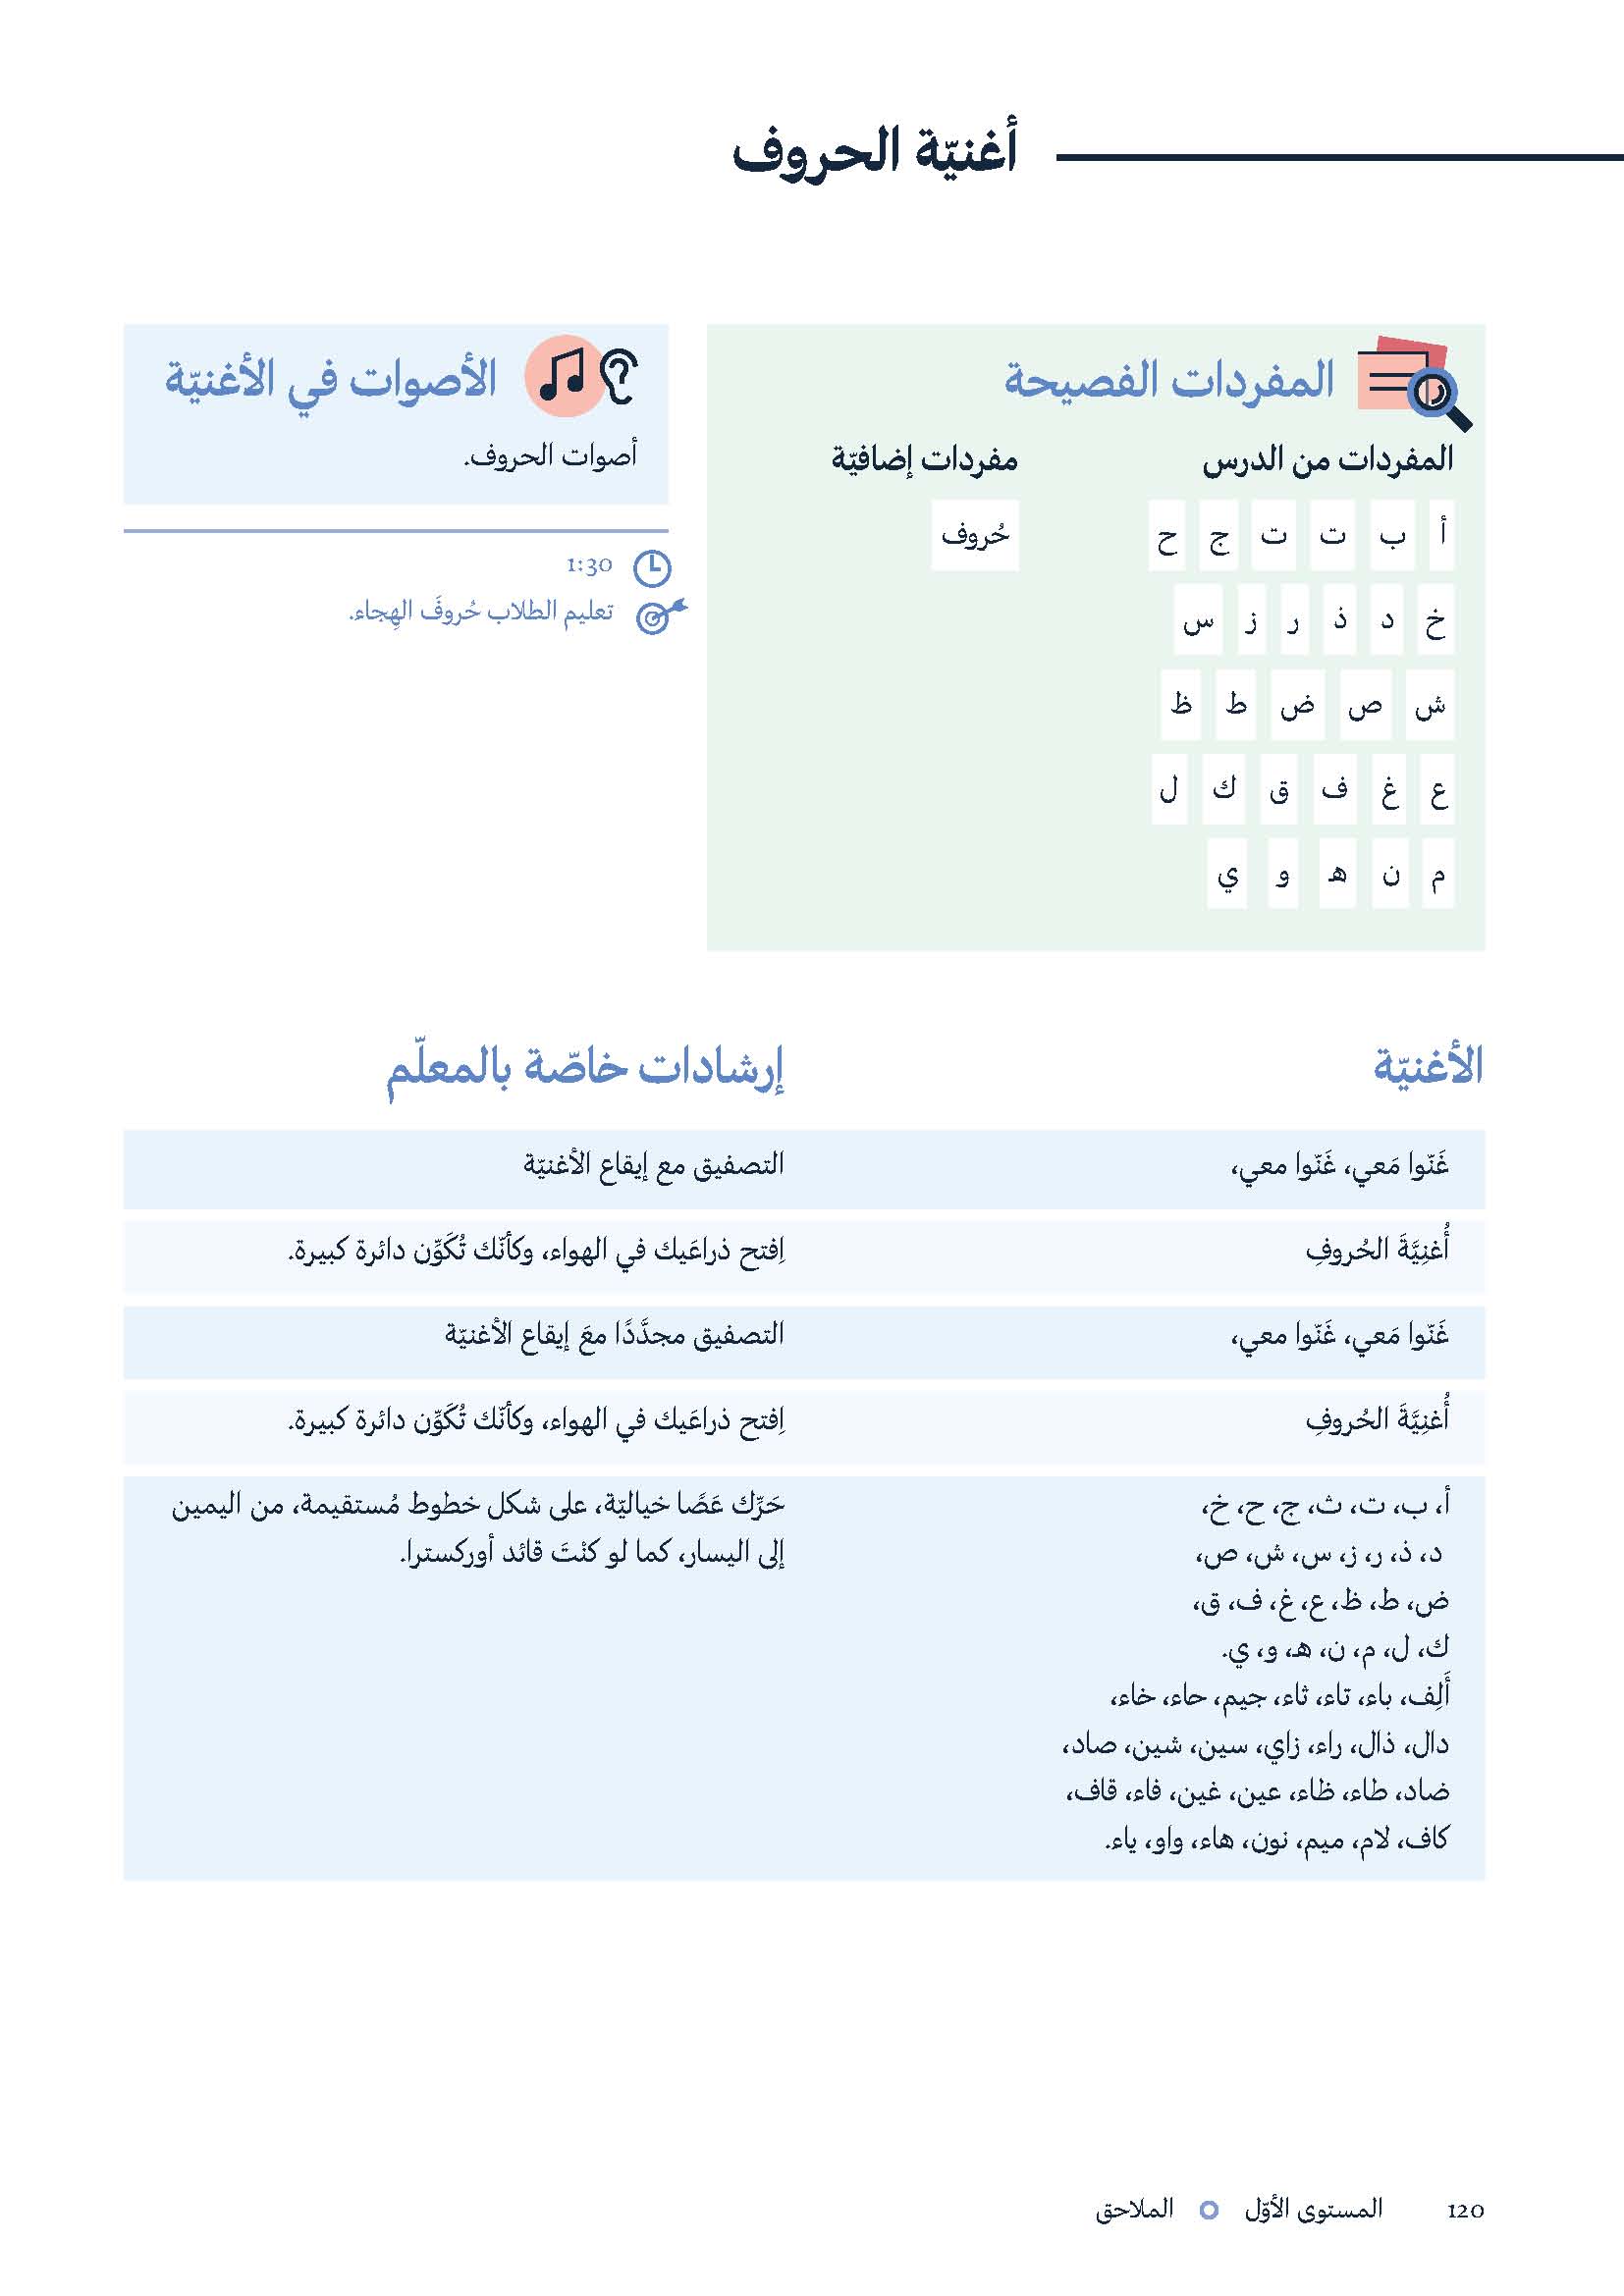 أغنيّة الحروف
المفردات الفصيحة
المفردات من الدرس
أ ب ت ت ج ح
خ د ذ ر ز س
ش ص ض ط ظ
ع غ ف ق ك ل
م ن هـ و ي
مفردات إضافيّة
حُروف
الأصوات في الأغنيّة
أصوات الحروف.
1:30
تعليم الطلاب حُروفَ الهِجاء.
الأغنيّة
إرشادات خاصّة بالمعلّم
غَنّوا مَعي، غَنّوا معي،
التصفيق مع إيقاع الأغنيّة
أُغنِيَّةَ الحُروفِ
اِفتح ذراعَيك في الهواء، وكأنّك تُكَوِّن دائرة كبيرة.
غَنّوا مَعي، غَنّوا معي،
التصفيق مجدَّدًا معَ إيقاع الأغنيّة
أُغنِيَّةَ الحُروفِ
اِفتح ذراعَيك في الهواء، وكأنّك تُكَوِّن دائرة كبيرة.
أ، ب، ت، ث، ج، ح، خ،
د، ذ، ر، ز، س، ش، ص،
ض، ط، ظ، ع، غ، ف، ق،
ك، ل، م، ن، هـ، و، ي.
أَلِف، باء، تاء، ثاء، جيم، حاء، خاء،
دال، ذال، راء، زاي، سين، شين، صاد،
ضاد، طاء، ظاء، عين، غين، فاء، قاف،
كاف، لام، ميم، نون، هاء، واو، ياء.
حَرِّك عَصًا خياليّة، على شكل خطوط مُستقيمة، من اليمين
إلى اليسار، كما لو كنْتَ قائد أوركسترا.
120 المستوى الأوّل الملاحق